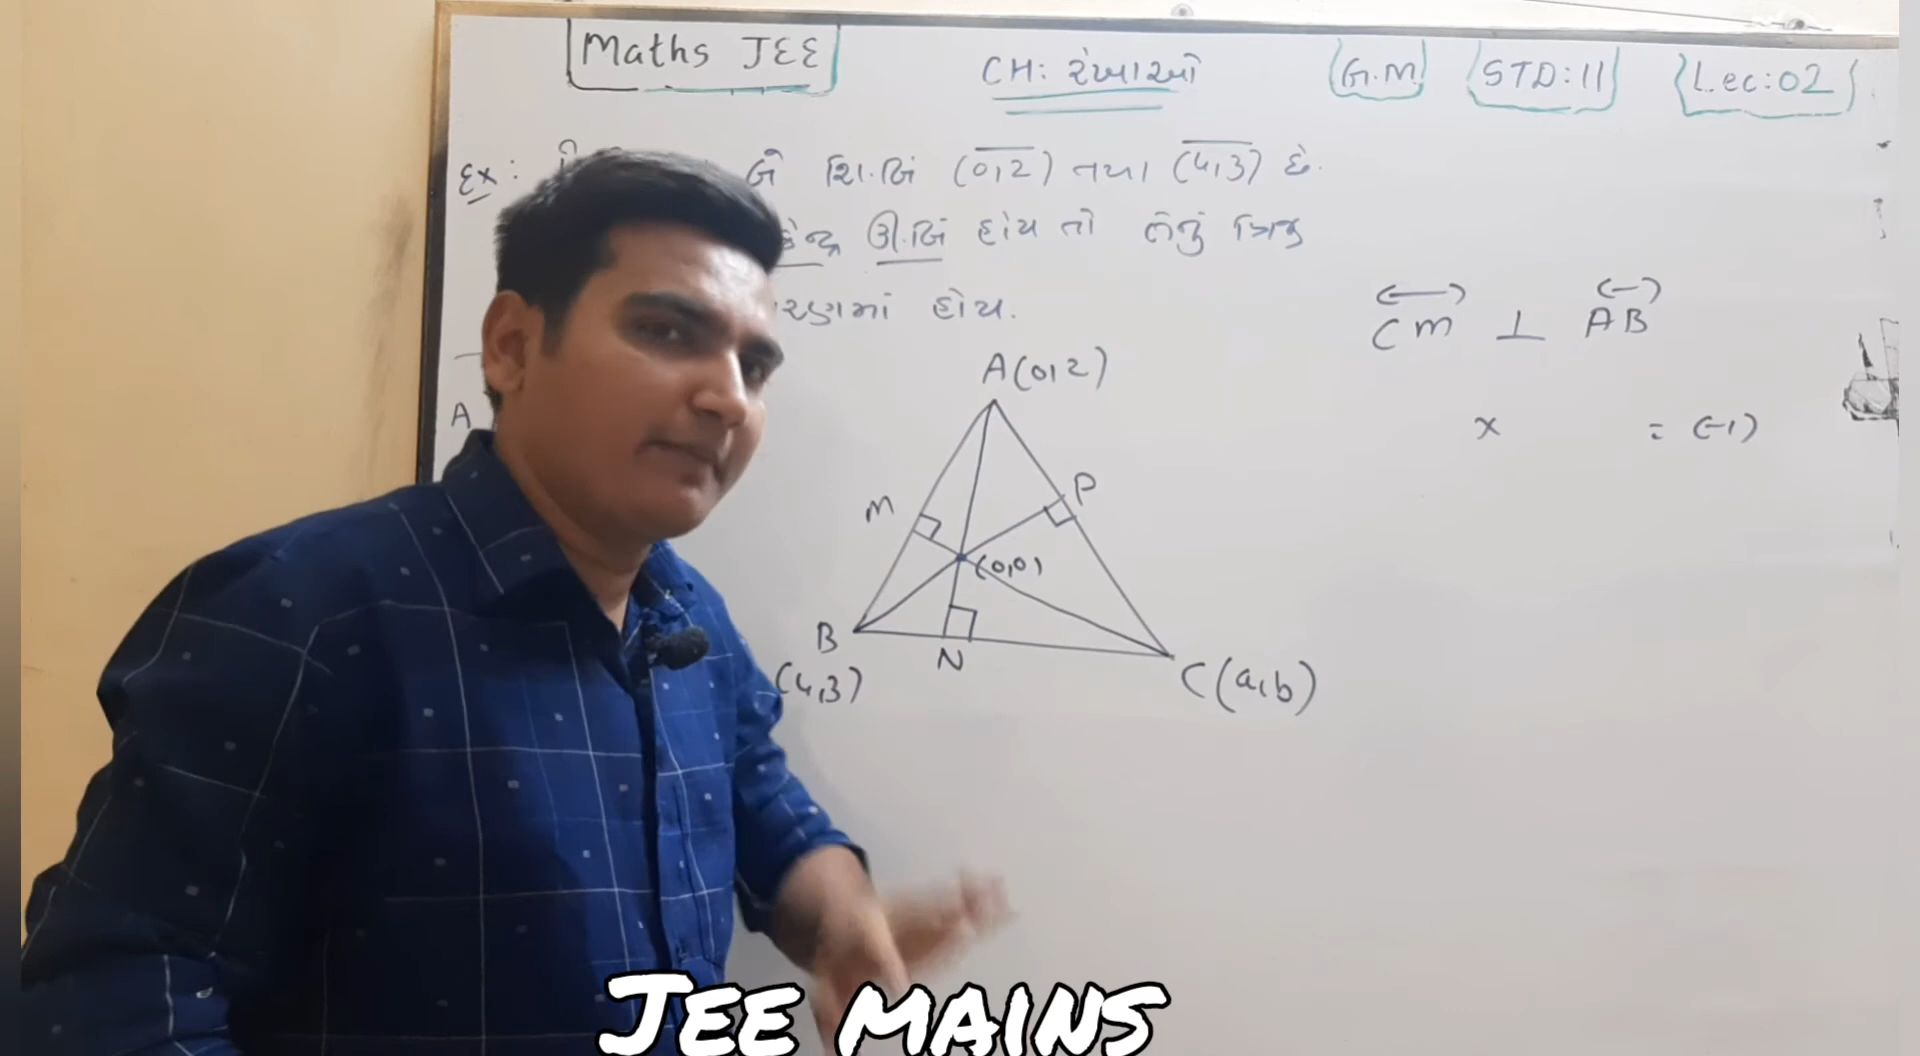 Maths JEE
CH: રેખાઓ
G.M
STD:11
Lec:02
Ex: બે શિ.બિં (0,2) તથા (4,3) છે.
કેન્દ્ર ઊ.બિં હોય તો તેનું ત્રીજુ
ચરણમાં હોય.
CM ⊥ AB
x = (-1)
A
A(0,2)
M
P
(0,0)
B
(4,3)
N
C(a,b)
JEE MAINS